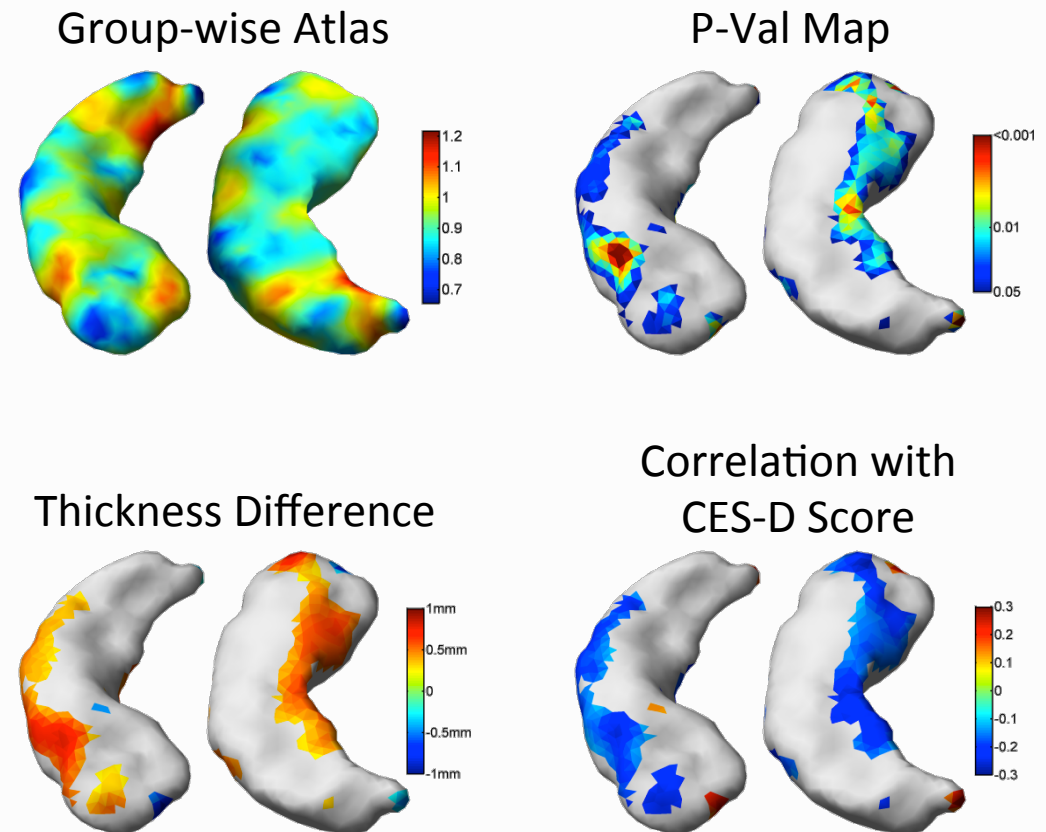 Group-wise Atlas
1.2
1.1
1
0.9
0.8
0.7
P-Val Map
<0.001
0.01
0.05
Thickness Difference
1mm
0.5mm
0
-0.5mm
-1mm
Correlation with
CES-D Score
0.3
0.2
0.1
0
-0.1
-0.2
-0.3